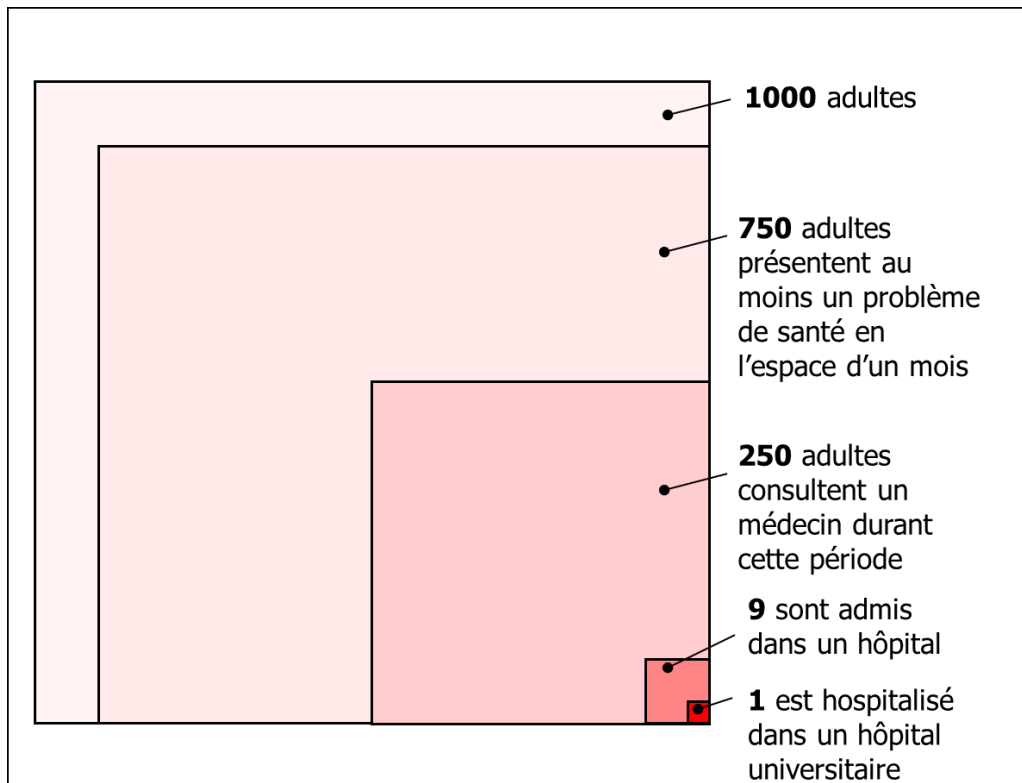 1000 adultes
750 adultes
présentent au
moins un problème
de santé en
l’espace d’un mois
250 adultes
consultent un
médecin durant
cette période
9 sont admis
dans un hôpital
1 est hospitalisé
dans un hôpital
universitaire